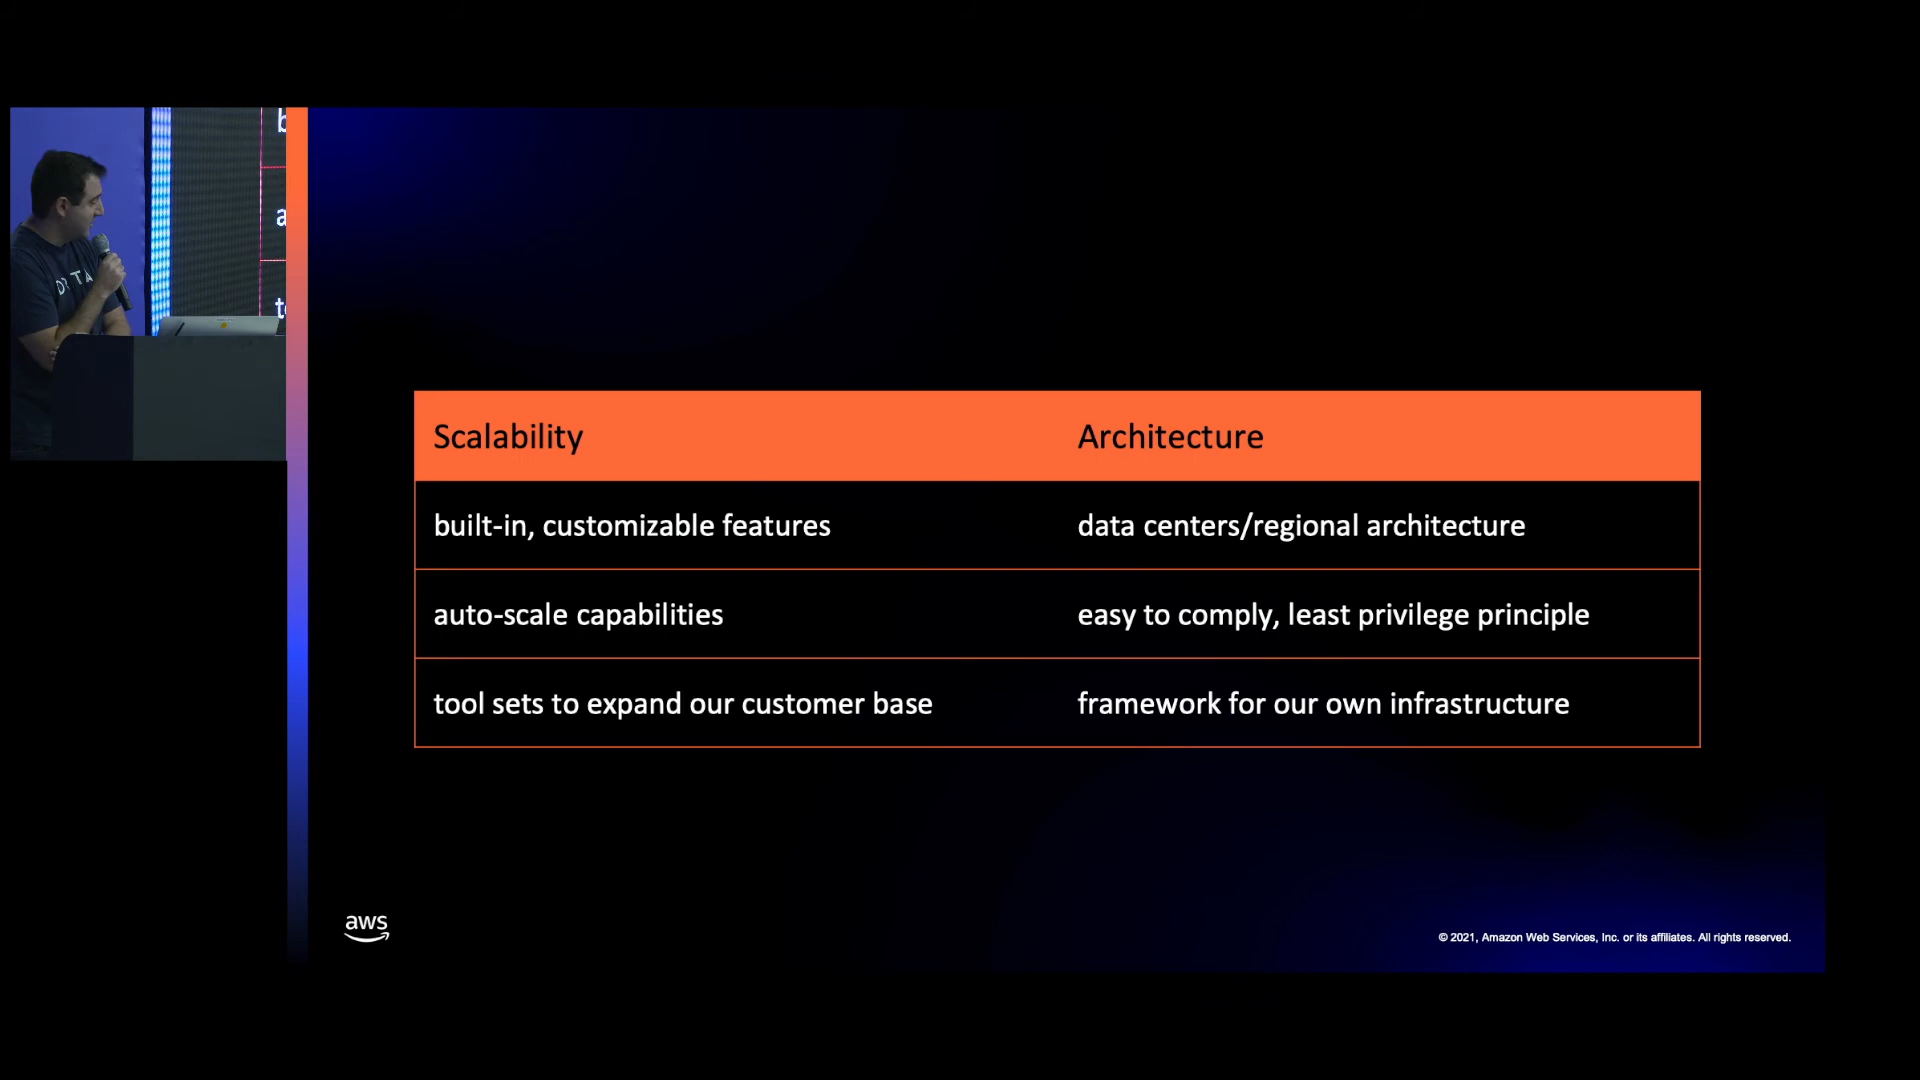 Scalability Architecture
built-in, customizable features data centers/regional architecture
auto-scale capabilities easy to comply, least privilege principle
tool sets to expand our customer base framework for our own infrastructure
aws
© 2021, Amazon Web Services, Inc. or its affiliates. All rights reserved.